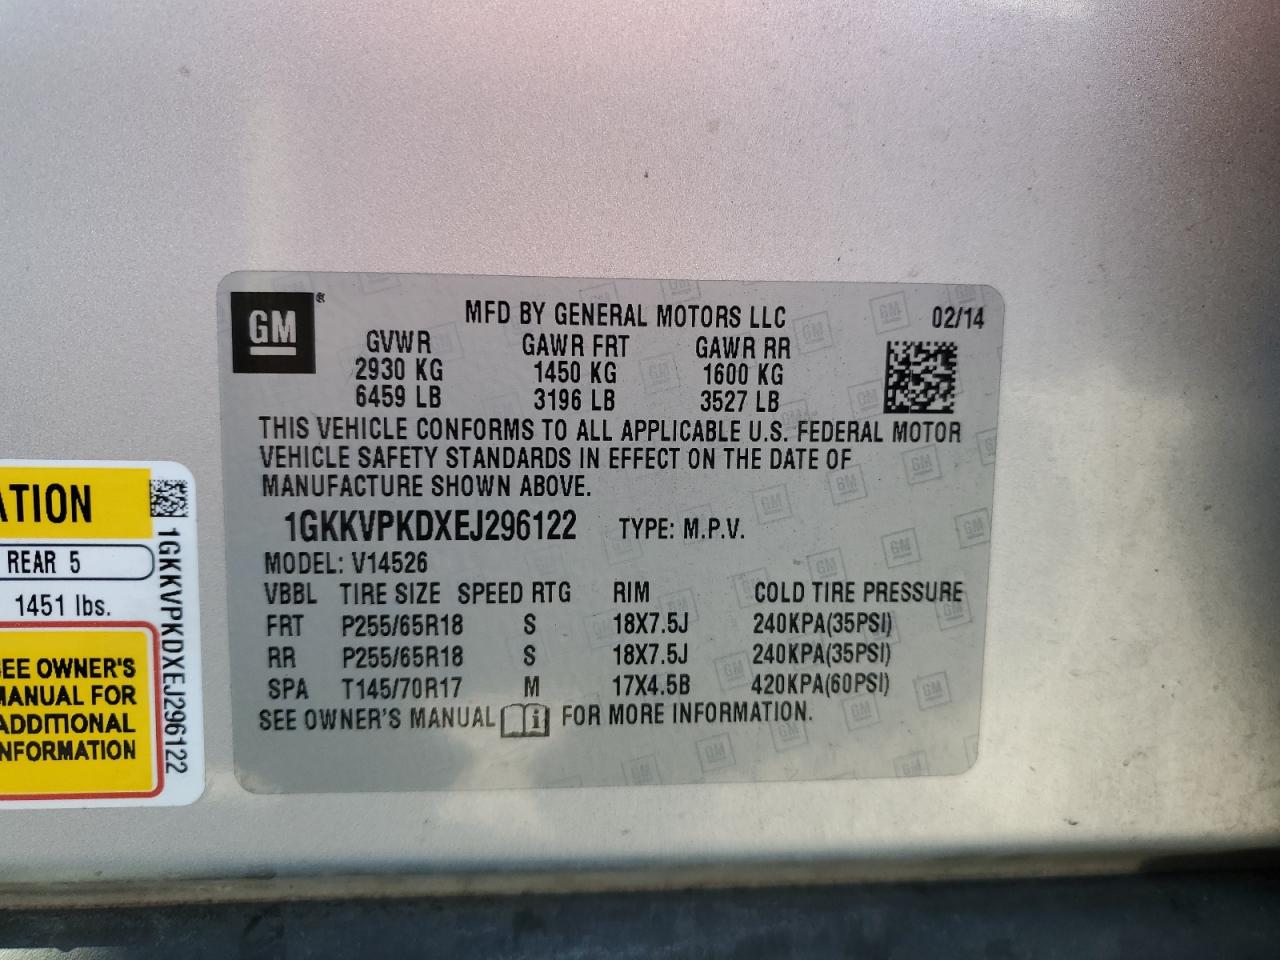 GM ®
MFD BY GENERAL MOTORS LLC 02/14
GVWR GAWR FRT GAWR RR
2930 KG 1450 KG 1600 KG
6459 LB 3196 LB 3527 LB
THIS VEHICLE CONFORMS TO ALL APPLICABLE U.S. FEDERAL MOTOR
VEHICLE SAFETY STANDARDS IN EFFECT ON THE DATE OF
MANUFACTURE SHOWN ABOVE.
1GKKVPKDXEJ296122 TYPE: M.P.V.
MODEL: V14526
VBBL TIRE SIZE SPEED RTG RIM COLD TIRE PRESSURE
FRT P255/65R18 S 18X7.5J 240KPA(35PSI)
RR P255/65R18 S 18X7.5J 240KPA(35PSI)
SPA T145/70R17 M 17X4.5B 420KPA(60PSI)
SEE OWNER'S MANUAL i FOR MORE INFORMATION.
ATION
REAR 5
1451 lbs.
SEE OWNER'S
MANUAL FOR
ADDITIONAL
INFORMATION
1GKKVPKDXEJ296122